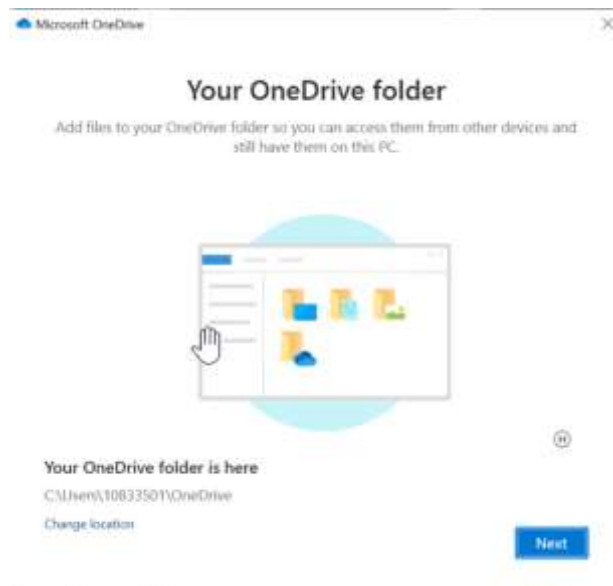 Microsoft OneDrive
Your OneDrive folder
Add files to your OneDrive folder so you can access them from other devices and
still have them on this PC.
Your OneDrive folder is here
C:\Users\10833501\OneDrive
Change location
Next